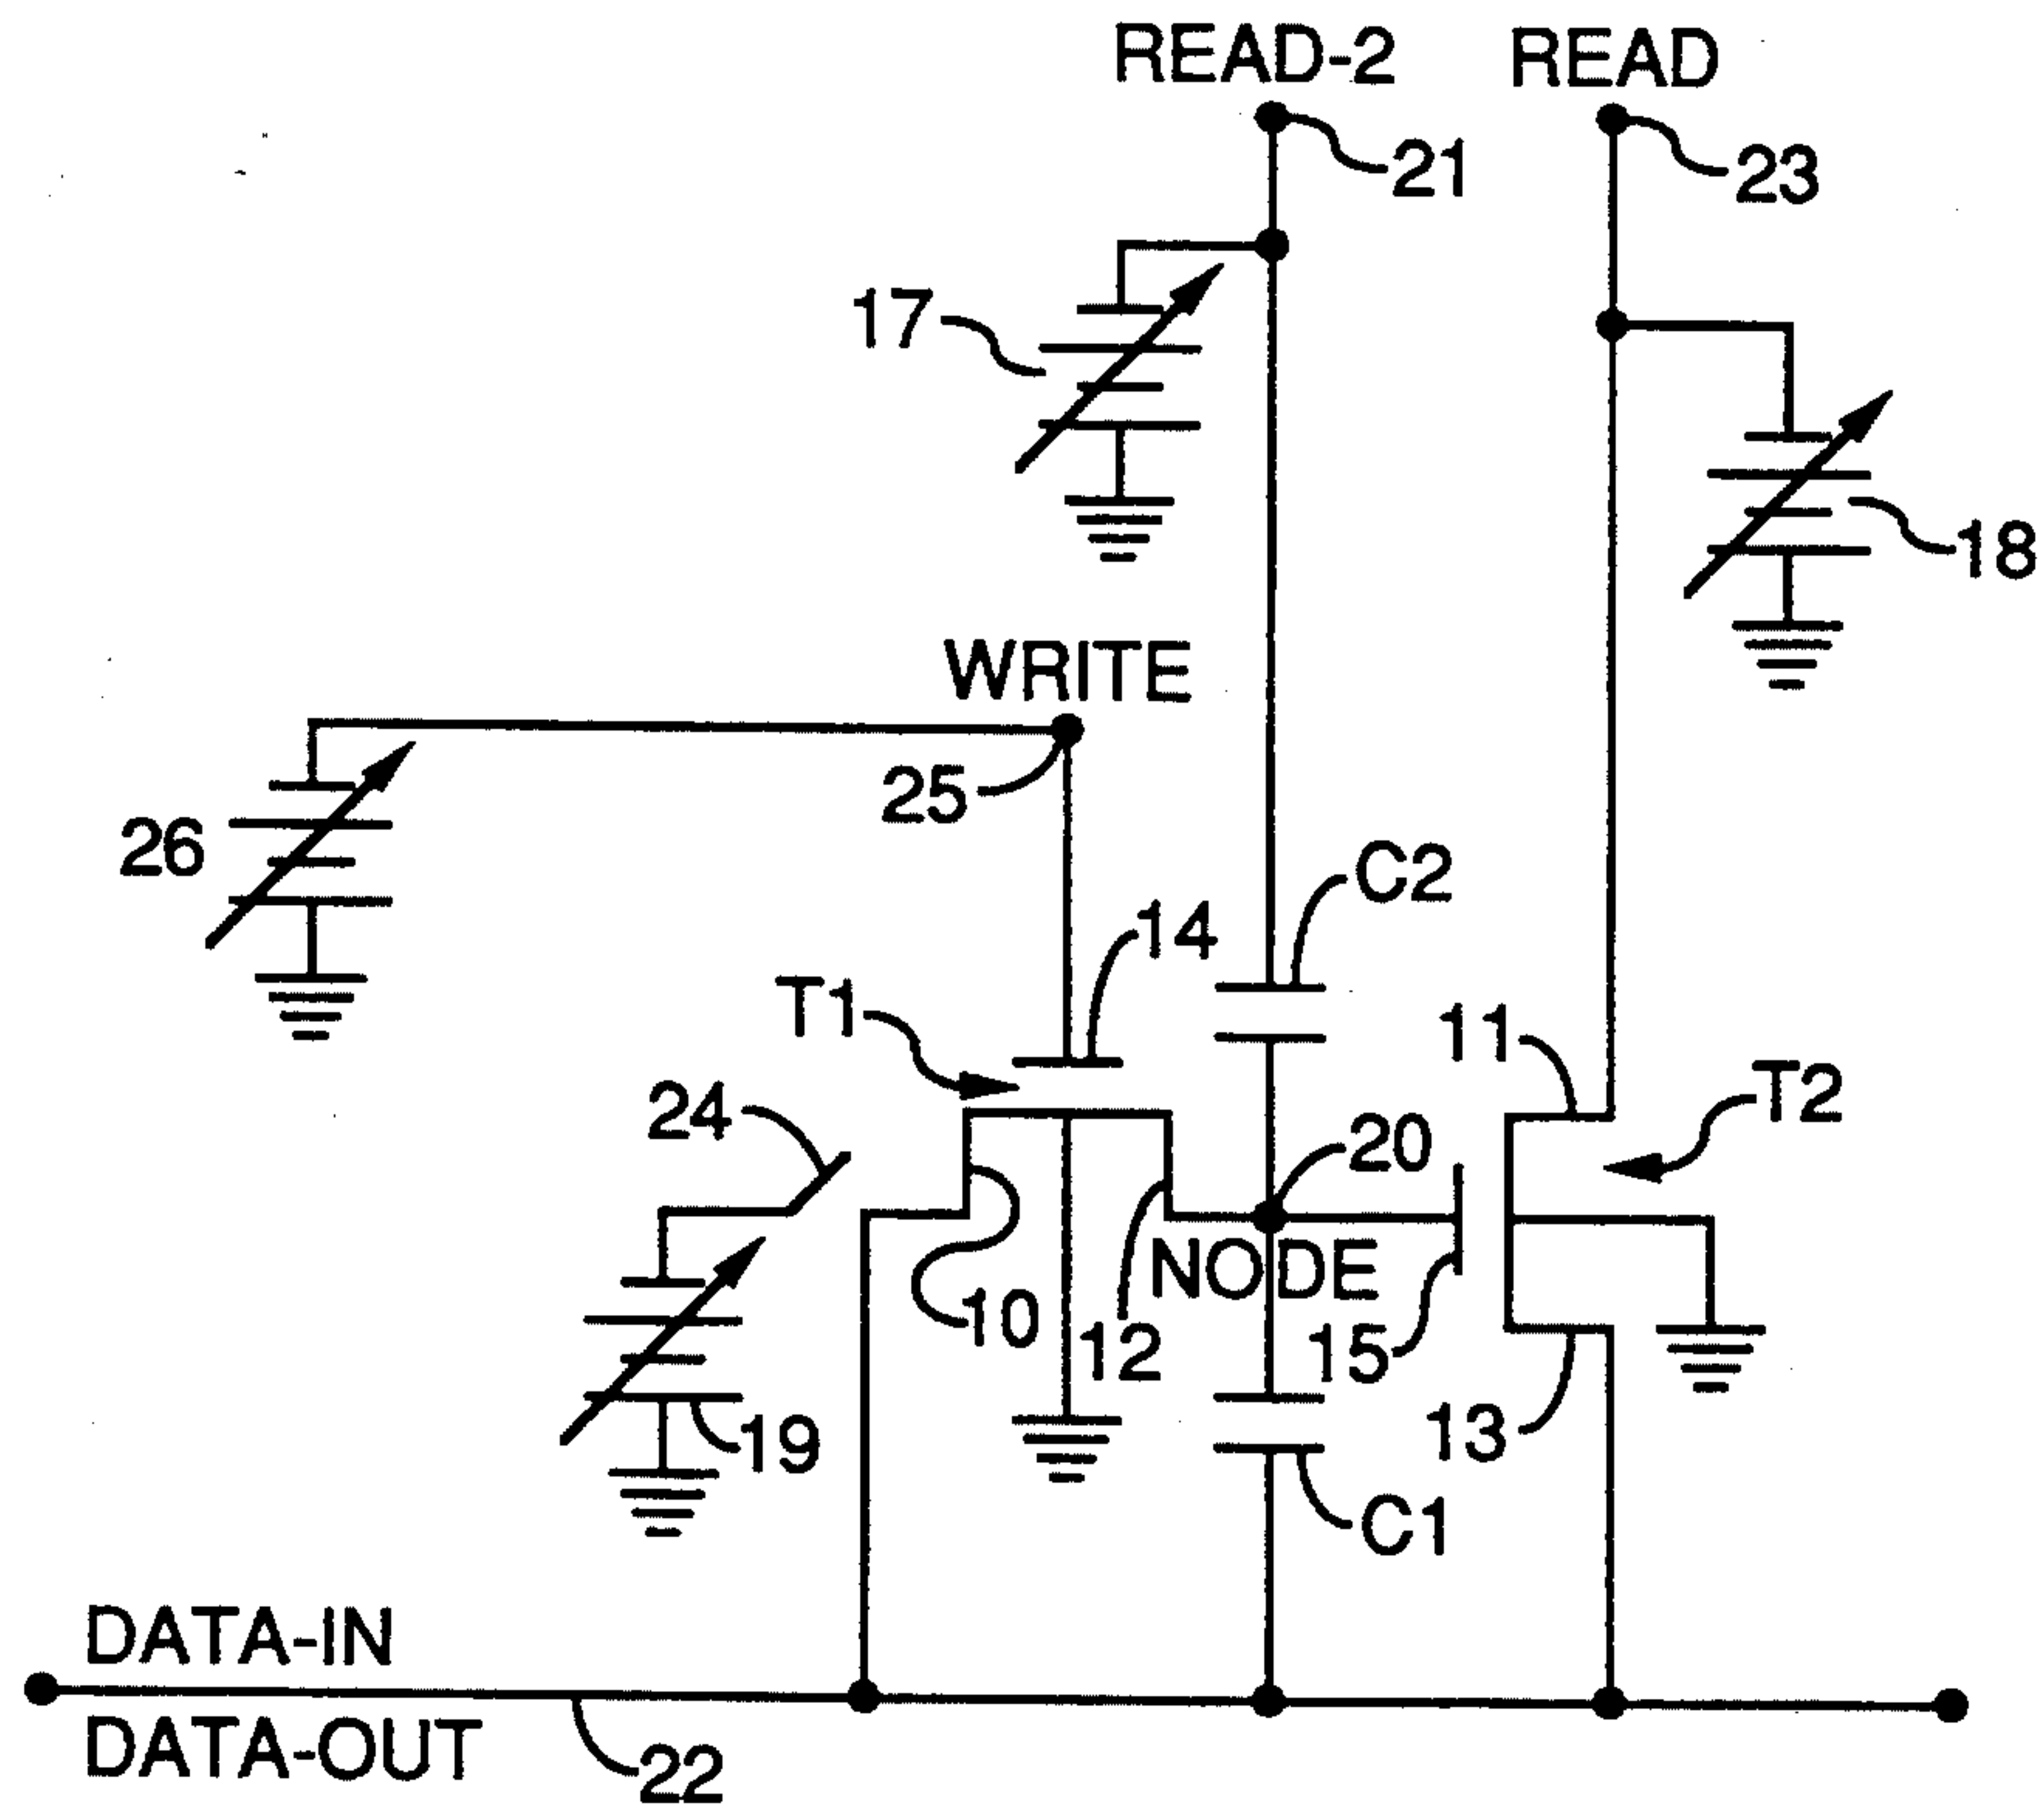 READ-2 READ
21
23
17
18
WRITE
25
26
C2
14
T1
11
T2
24
20
NODE
10
12
15
19
13
C1
DATA-IN
DATA-OUT
22